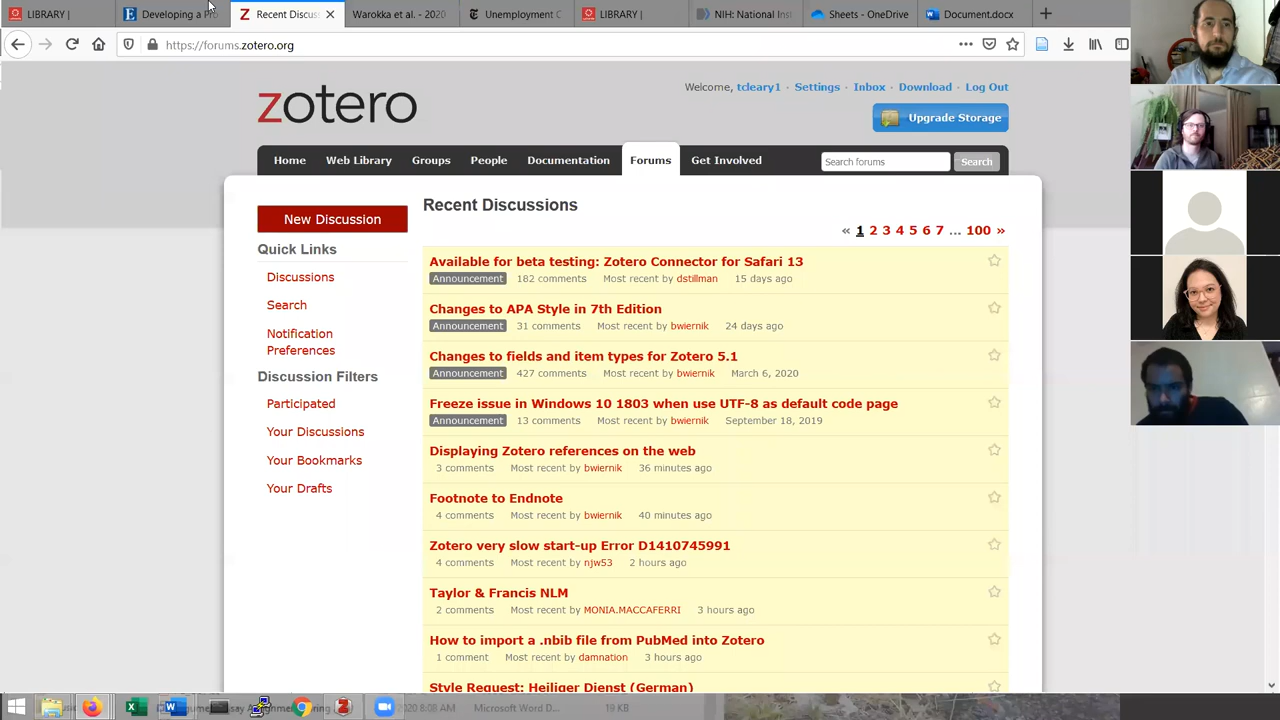 LIBRARY |
Developing a Pro
Recent Discus
Warokka et al. - 2020
Unemployment C
LIBRARY |
NIH: National Inst
Sheets - OneDrive
Document.docx
https://forums.zotero.org
zotero
Welcome, tcleary1 · Settings · Inbox · Download · Log Out
Upgrade Storage
Home
Web Library
Groups
People
Documentation
Forums
Get Involved
Search forums
Search
New Discussion
Quick Links
Discussions
Search
Notification
Preferences
Discussion Filters
Participated
Your Discussions
Your Bookmarks
Your Drafts
Recent Discussions
« 1 2 3 4 5 6 7 ... 100 »
Available for beta testing: Zotero Connector for Safari 13
Announcement 182 comments Most recent by dstillman 15 days ago
Changes to APA Style in 7th Edition
Announcement 31 comments Most recent by bwiernik 24 days ago
Changes to fields and item types for Zotero 5.1
Announcement 427 comments Most recent by bwiernik March 6, 2020
Freeze issue in Windows 10 1803 when use UTF-8 as default code page
Announcement 13 comments Most recent by bwiernik September 18, 2019
Displaying Zotero references on the web
3 comments Most recent by bwiernik 36 minutes ago
Footnote to Endnote
4 comments Most recent by bwiernik 40 minutes ago
Zotero very slow start-up Error D1410745991
4 comments Most recent by njw53 2 hours ago
Taylor & Francis NLM
2 comments Most recent by MONIA.MACCAFERRI 3 hours ago
How to import a .nbib file from PubMed into Zotero
1 comment Most recent by damnation 3 hours ago
Style Request: Heiliger Dienst (German)
2020 8:08 AM
Microsoft Word D...
19 KB